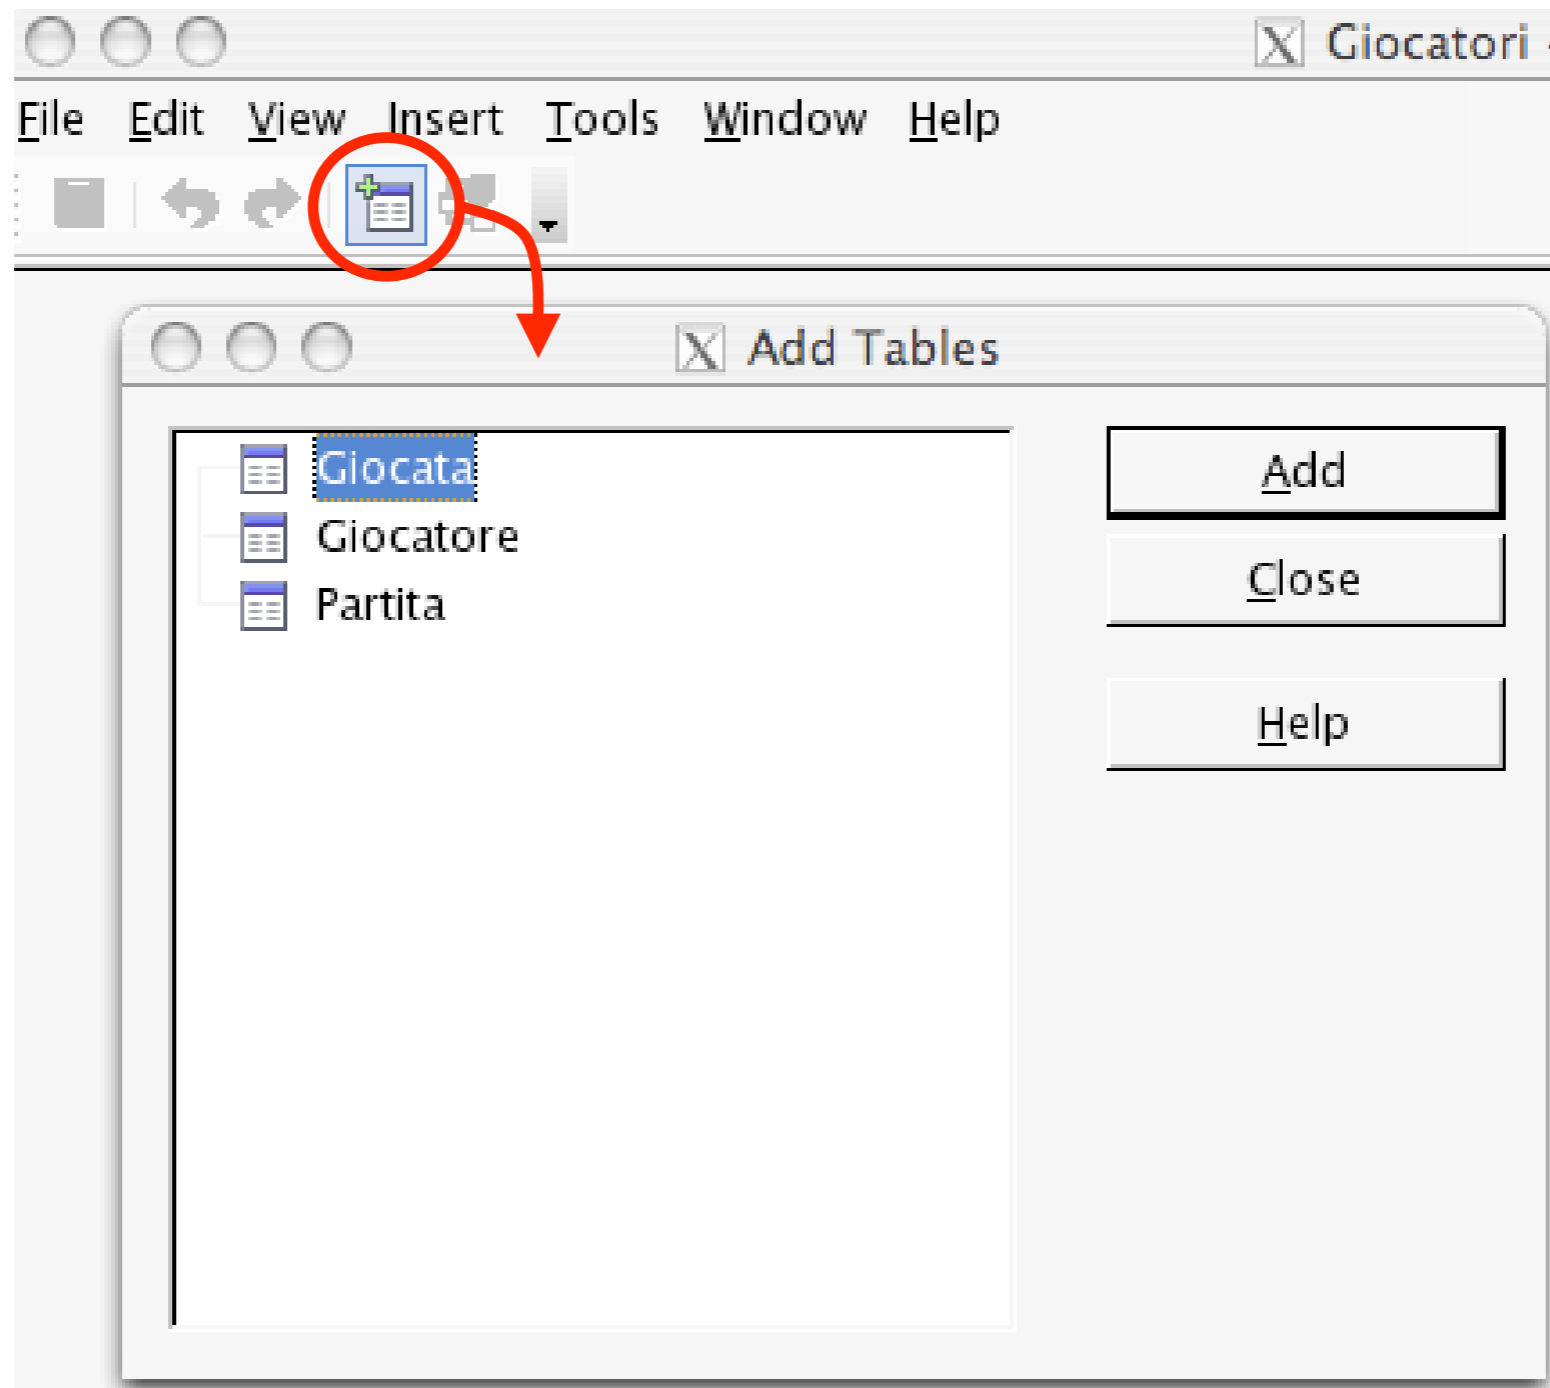 Giocatori
File Edit View Insert Tools Window Help
Add Tables
Giocata
Giocatore
Partita
Add
Close
Help